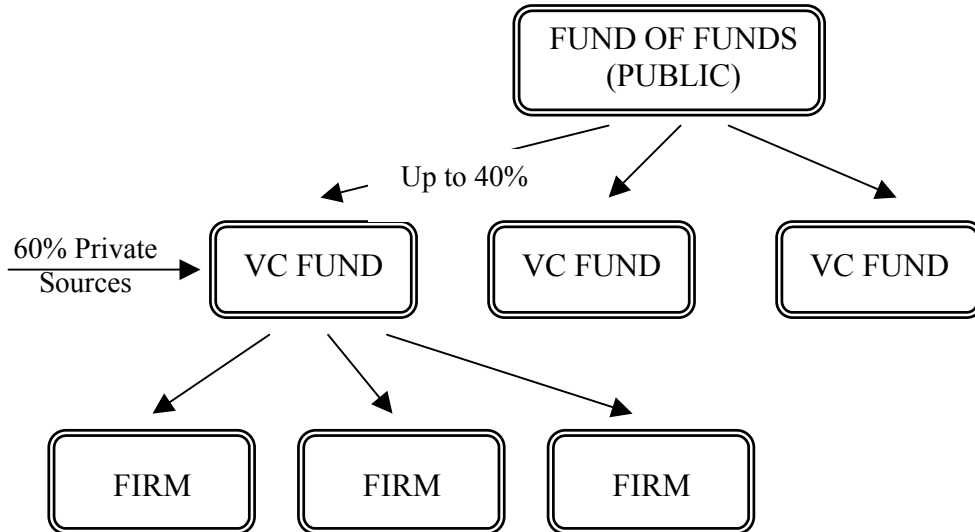 FUND OF FUNDS
(PUBLIC)
Up to 40%
60% Private
Sources
VC FUND
VC FUND
VC FUND
FIRM
FIRM
FIRM